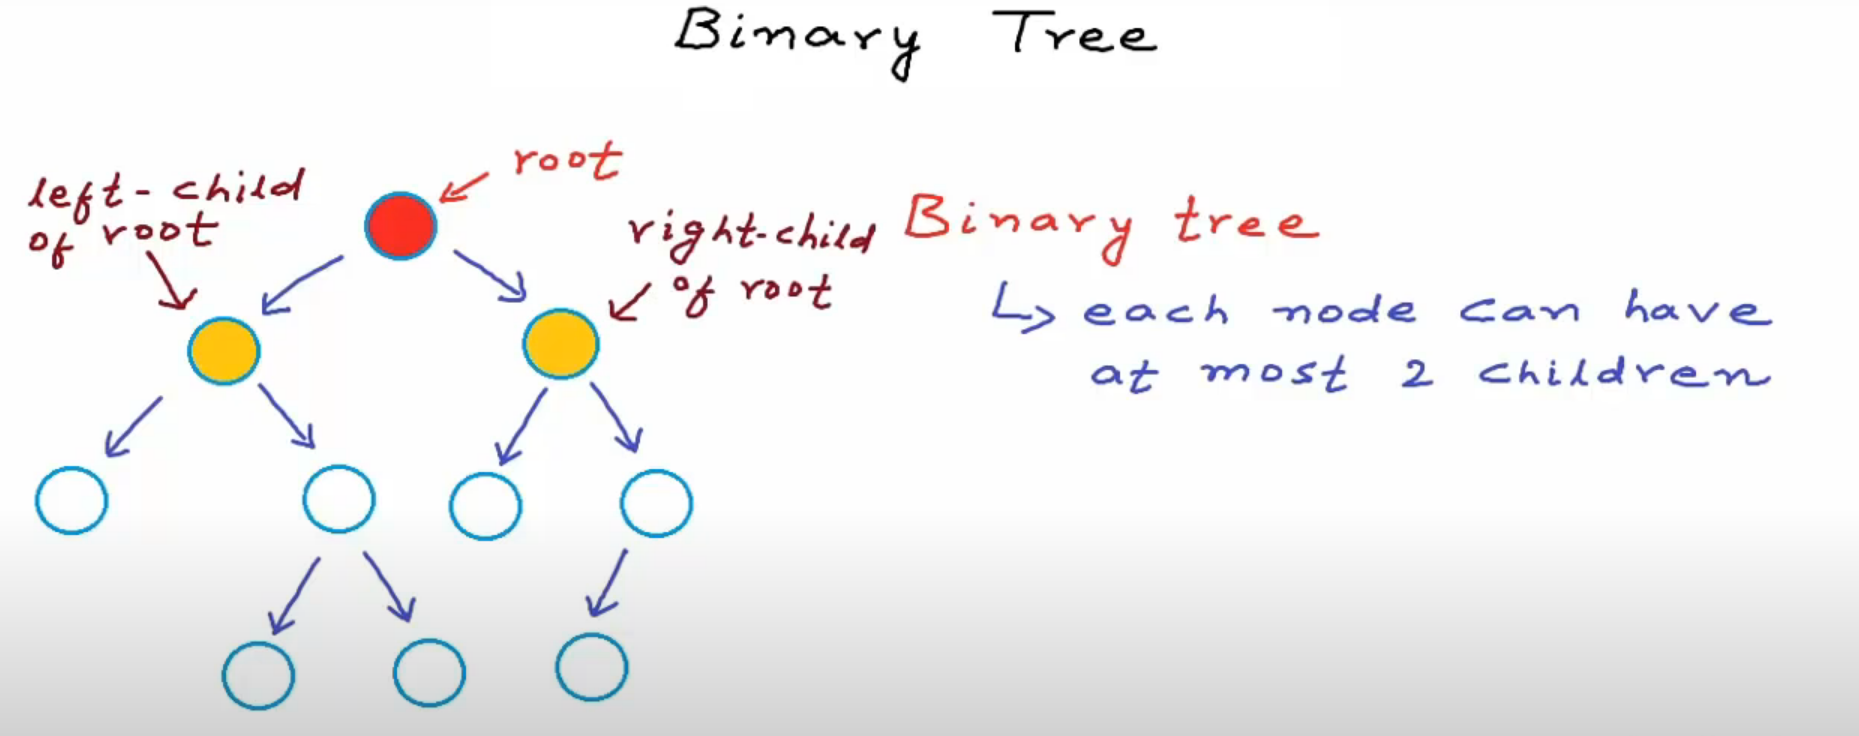 Binary Tree
root
left-child
of root
right-child
of root
Binary tree
↳ each node can have
at most 2 children